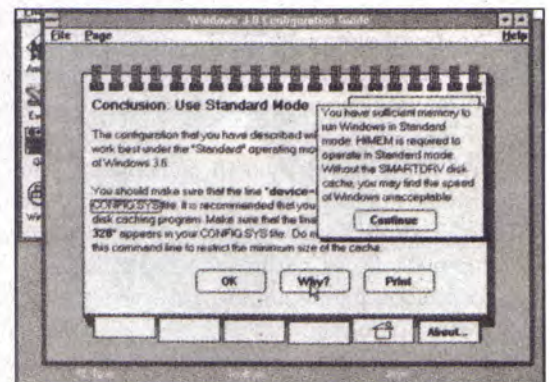 Windows 3.0 Configuration Guide
File Page Help
Conclusion: Use Standard Mode
The configuration that you have described wil
work best under the "Standard" operating mo
of Windows 3.0.
You should make sure that the line "device=
CONFIG.SYS file. It is recommended that you
disk caching program. Make sure that the line
appears in your CONFIG.SYS file. Do
this command line to restrict the minimum size of the cache.
You have sufficient memory to
run Windows in Standard
mode. HIMEM is required to
operate in Standard mode.
Without the SMARTDRV disk
cache, you may find the speed
of Windows unacceptable.
Continue
OK Why? Print
About...